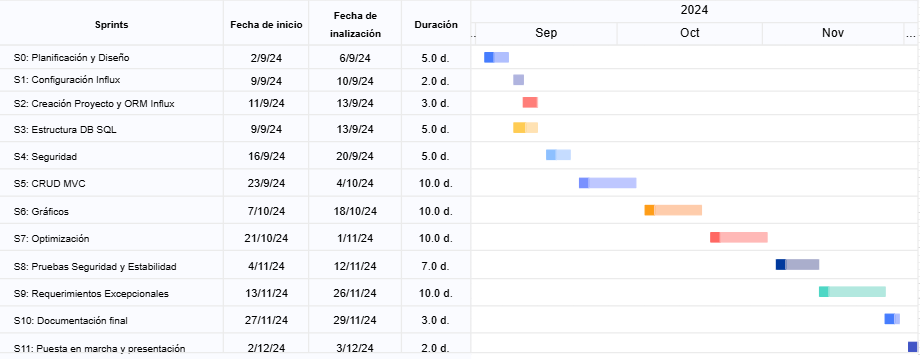 Sprints Fecha de inicio Fecha de inalización Duración 2024
... Sep Oct Nov ...
S0: Planificación y Diseño 2/9/24 6/9/24 5.0 d.
S1: Configuración Influx 9/9/24 10/9/24 2.0 d.
S2: Creación Proyecto y ORM Influx 11/9/24 13/9/24 3.0 d.
S3: Estructura DB SQL 9/9/24 13/9/24 5.0 d.
S4: Seguridad 16/9/24 20/9/24 5.0 d.
S5: CRUD MVC 23/9/24 4/10/24 10.0 d.
S6: Gráficos 7/10/24 18/10/24 10.0 d.
S7: Optimización 21/10/24 1/11/24 10.0 d.
S8: Pruebas Seguridad y Estabilidad 4/11/24 12/11/24 7.0 d.
S9: Requerimientos Excepcionales 13/11/24 26/11/24 10.0 d.
S10: Documentación final 27/11/24 29/11/24 3.0 d.
S11: Puesta en marcha y presentación 2/12/24 3/12/24 2.0 d.